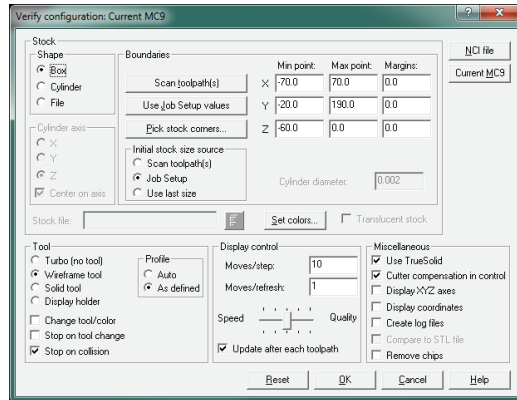 Verify configuration: Current MC9
Stock
Shape
Box
Cylinder
File
Boundaries
Min point: Max point: Margins:
Scan toolpath(s) X -70.0 70.0 0.0
Use Job Setup values Y -20.0 190.0 0.0
Pick stock corners... Z -60.0 0.0 0.0
NCI file
Current MC9
Cylinder axis
X
Y
Z
Center on axis
Initial stock size source
Scan toolpath(s)
Job Setup
Use last size
Cylinder diameter: 0.002
Stock file: F Set colors... Translucent stock
Tool
Turbo (no tool)
Wireframe tool
Solid tool
Display holder
Profile
Auto
As defined
Change tool/color
Stop on tool change
Stop on collision
Display control
Moves/step: 10
Moves/refresh: 1
Speed Quality
Update after each toolpath
Miscellaneous
Use TrueSolid
Cutter compensation in control
Display XYZ axes
Display coordinates
Create log files
Compare to STL file
Remove chips
Reset OK Cancel Help